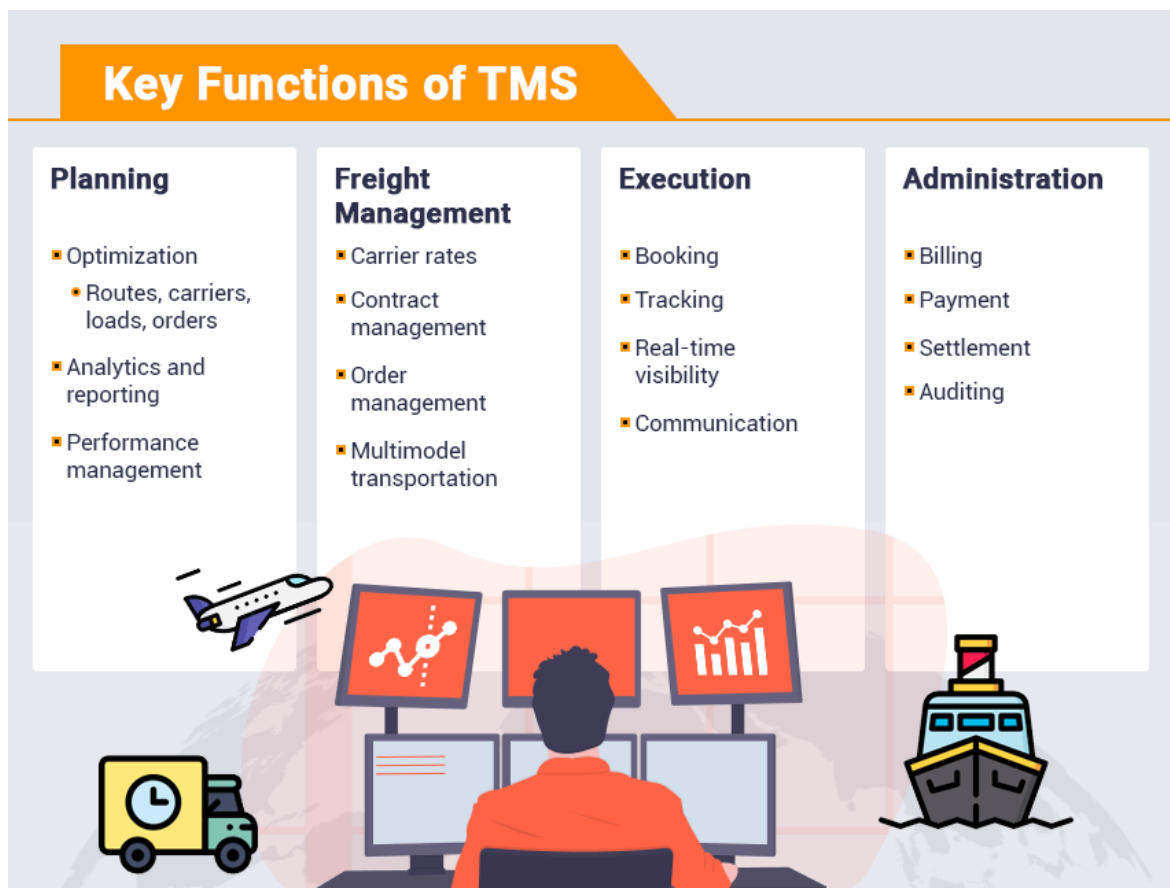 Key Functions of TMS
Planning
Optimization
Routes, carriers,
loads, orders
Analytics and
reporting
Performance
management
Freight
Management
Carrier rates
Contract
management
Order
management
Multimodel
transportation
Execution
Booking
Tracking
Real-time
visibility
Communication
Administration
Billing
Payment
Settlement
Auditing